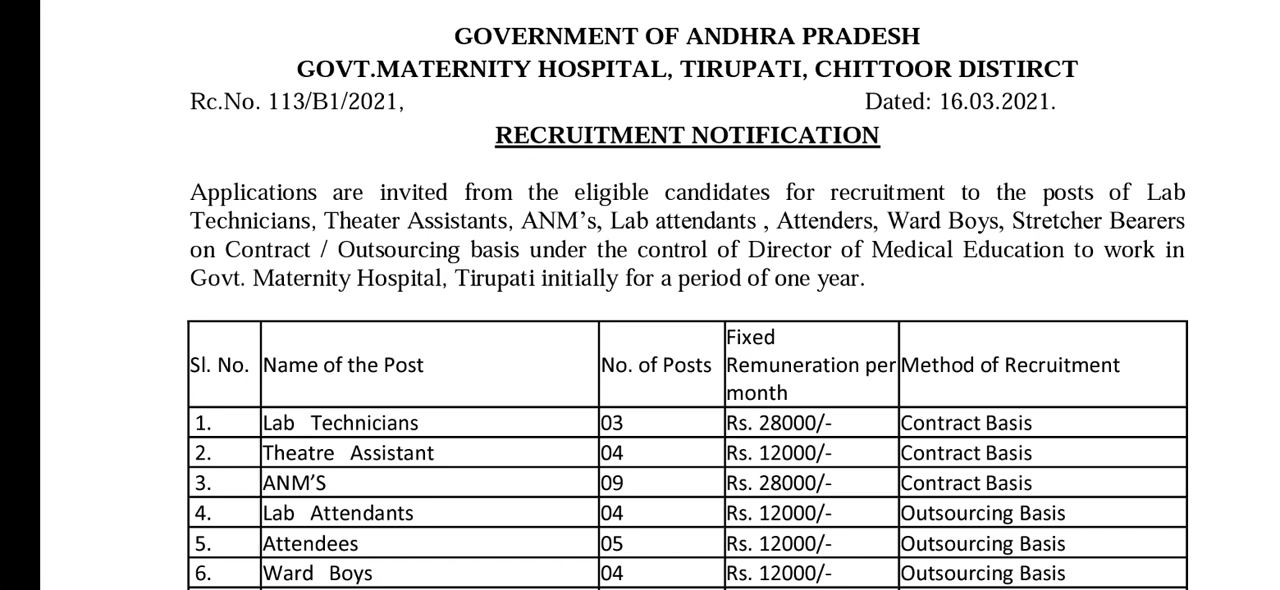 GOVERNMENT OF ANDHRA PRADESH
GOVT.MATERNITY HOSPITAL, TIRUPATI, CHITTOOR DISTIRCT
Rc.No. 113/B1/2021, Dated: 16.03.2021.
RECRUITMENT NOTIFICATION
Applications are invited from the eligible candidates for recruitment to the posts of Lab
Technicians, Theater Assistants, ANM’s, Lab attendants , Attenders, Ward Boys, Stretcher Bearers
on Contract / Outsourcing basis under the control of Director of Medical Education to work in
Govt. Maternity Hospital, Tirupati initially for a period of one year.
Sl. No. Name of the Post No. of Posts Fixed Remuneration per month Method of Recruitment
1. Lab Technicians 03 Rs. 28000/- Contract Basis
2. Theatre Assistant 04 Rs. 12000/- Contract Basis
3. ANM’S 09 Rs. 28000/- Contract Basis
4. Lab Attendants 04 Rs. 12000/- Outsourcing Basis
5. Attendees 05 Rs. 12000/- Outsourcing Basis
6. Ward Boys 04 Rs. 12000/- Outsourcing Basis